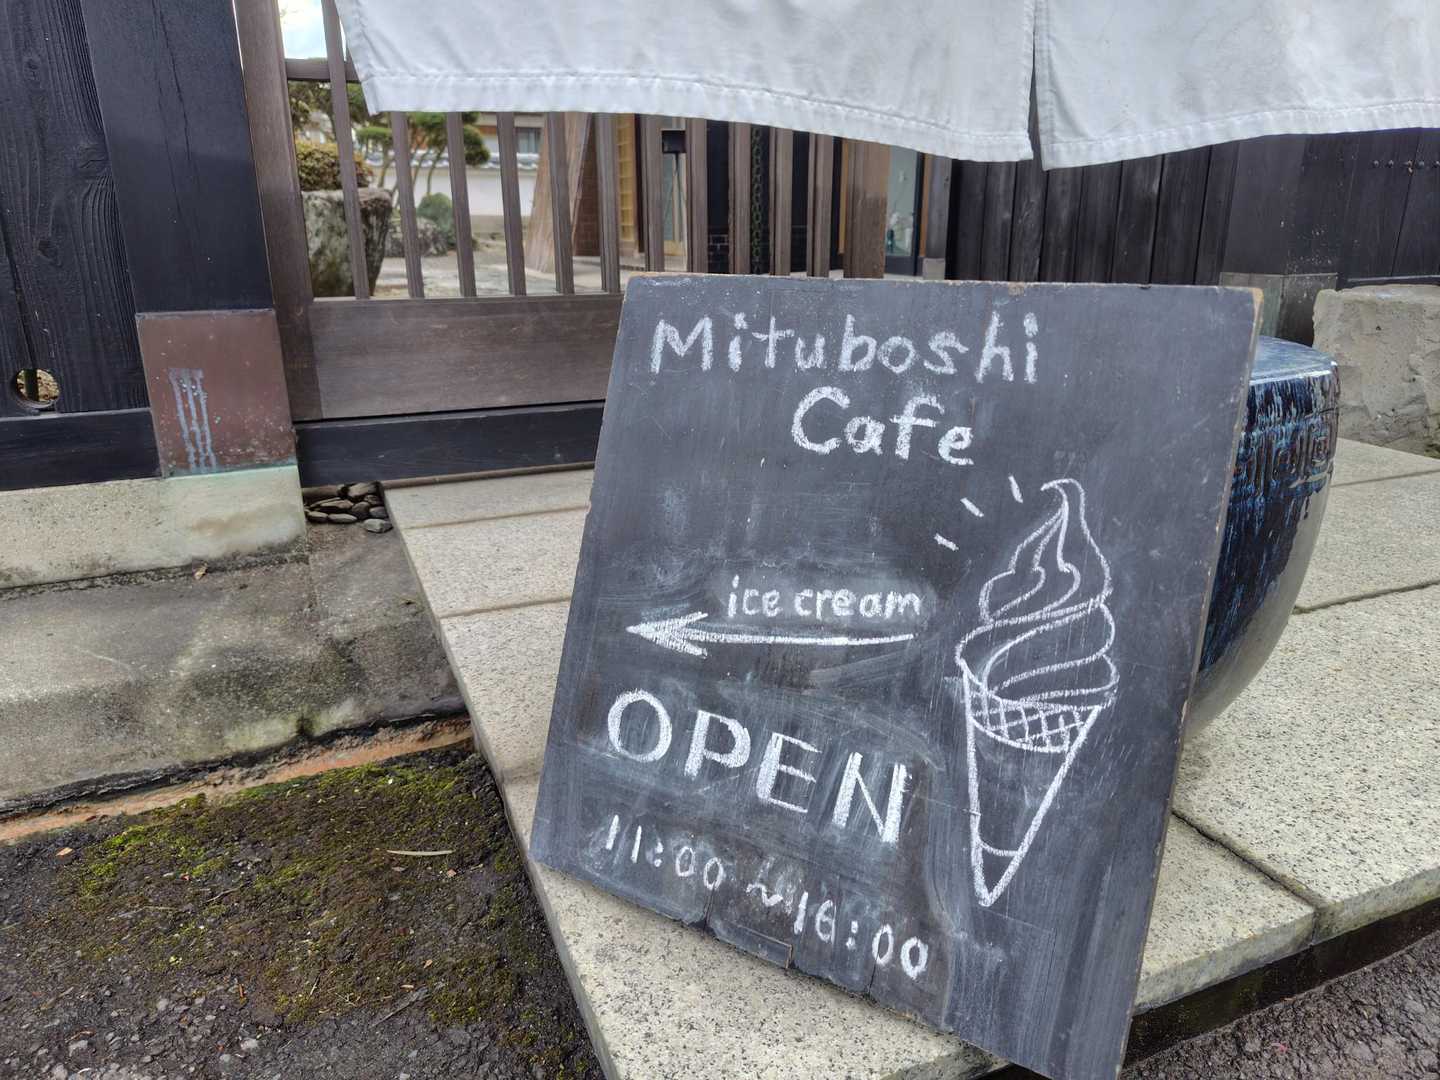 Mituboshi
Cafe
ice cream
OPEN
11:00〜16:00